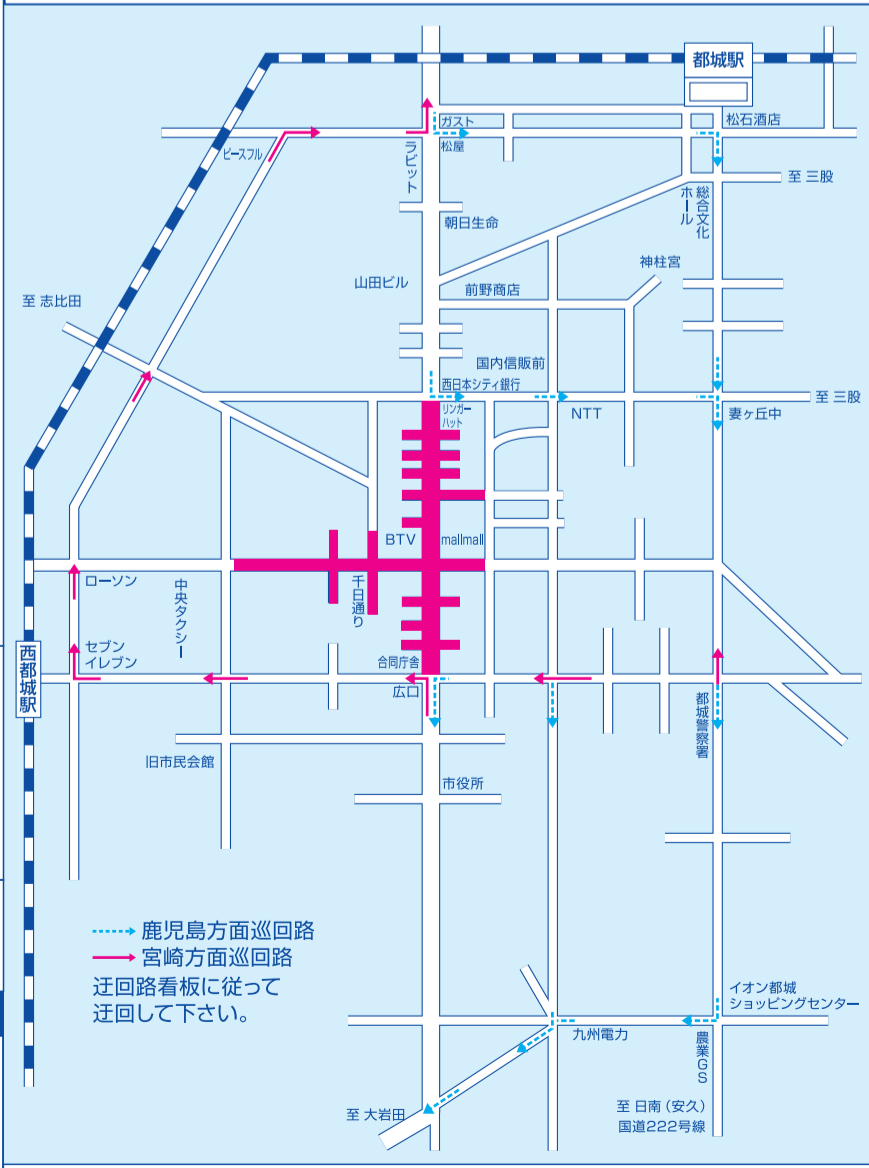 都城駅
ガスト
松石酒店
ピースフル
ラビット
松屋
至 三股
総合文化
ホール
朝日生命
神柱宮
山田ビル
前野商店
至 志比田
国内信販前
西日本シティ銀行
至 三股
リンガー
ハット
NTT
妻ヶ丘中
BTV
mallmall
ローソン
中央タクシー
千日通り
セブン
イレブン
西都城駅
合同庁舎
広口
都城警察署
旧市民会館
市役所
鹿児島方面巡回路
宮崎方面巡回路
迂回路看板に従って
迂回して下さい。
イオン都城
ショッピングセンター
九州電力
農業GS
至 大岩田
至 日南(安久)
国道222号線